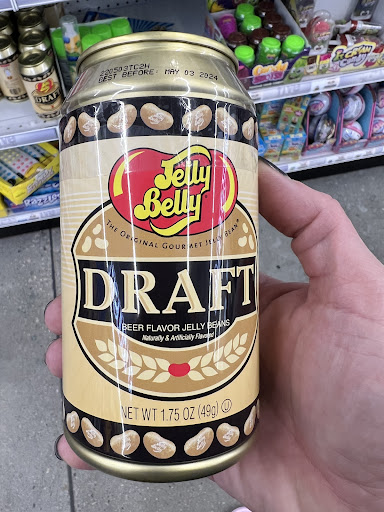 220503TC2H
BEST BEFORE: MAY 03 2024
Jelly
Belly
THE ORIGINAL GOURMET JELLY BEAN
DRAFT
BEER FLAVOR JELLY BEANS
Naturally & Artificially Flavored
NET WT 1.75 OZ (49g) U